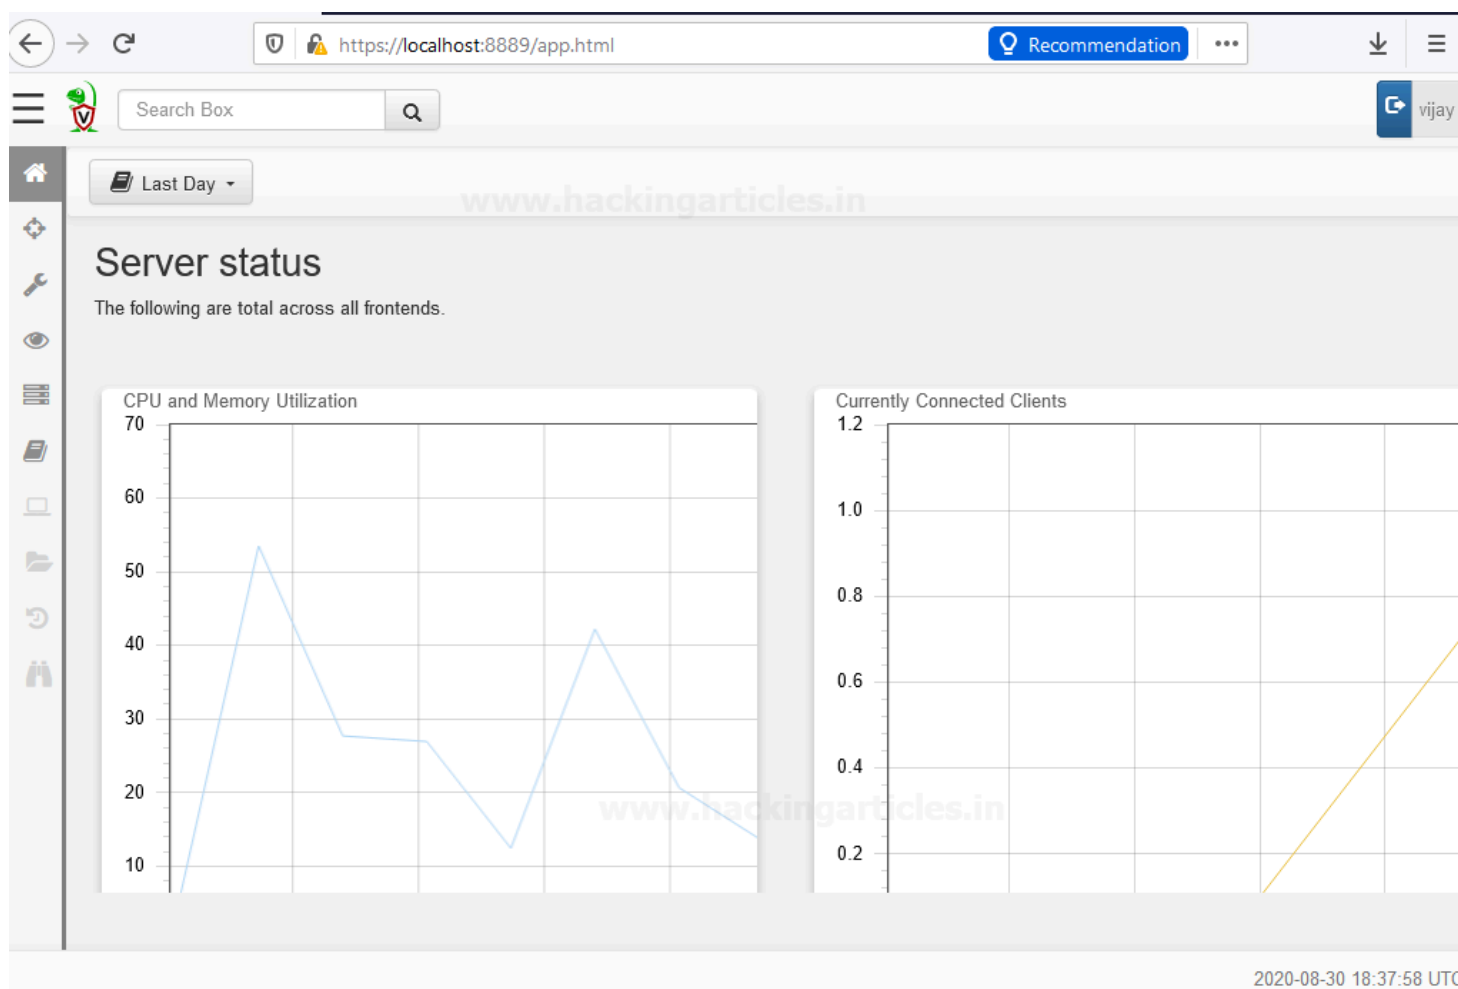 https://localhost:8889/app.html
Recommendation
Search Box
vijay
Last Day
www.hackingarticles.in
Server status
The following are total across all frontends.
CPU and Memory Utilization
70
60
50
40
30
20
10
Currently Connected Clients
1.2
1.0
0.8
0.6
0.4
0.2
www.hackingarticles.in
2020-08-30 18:37:58 UTC